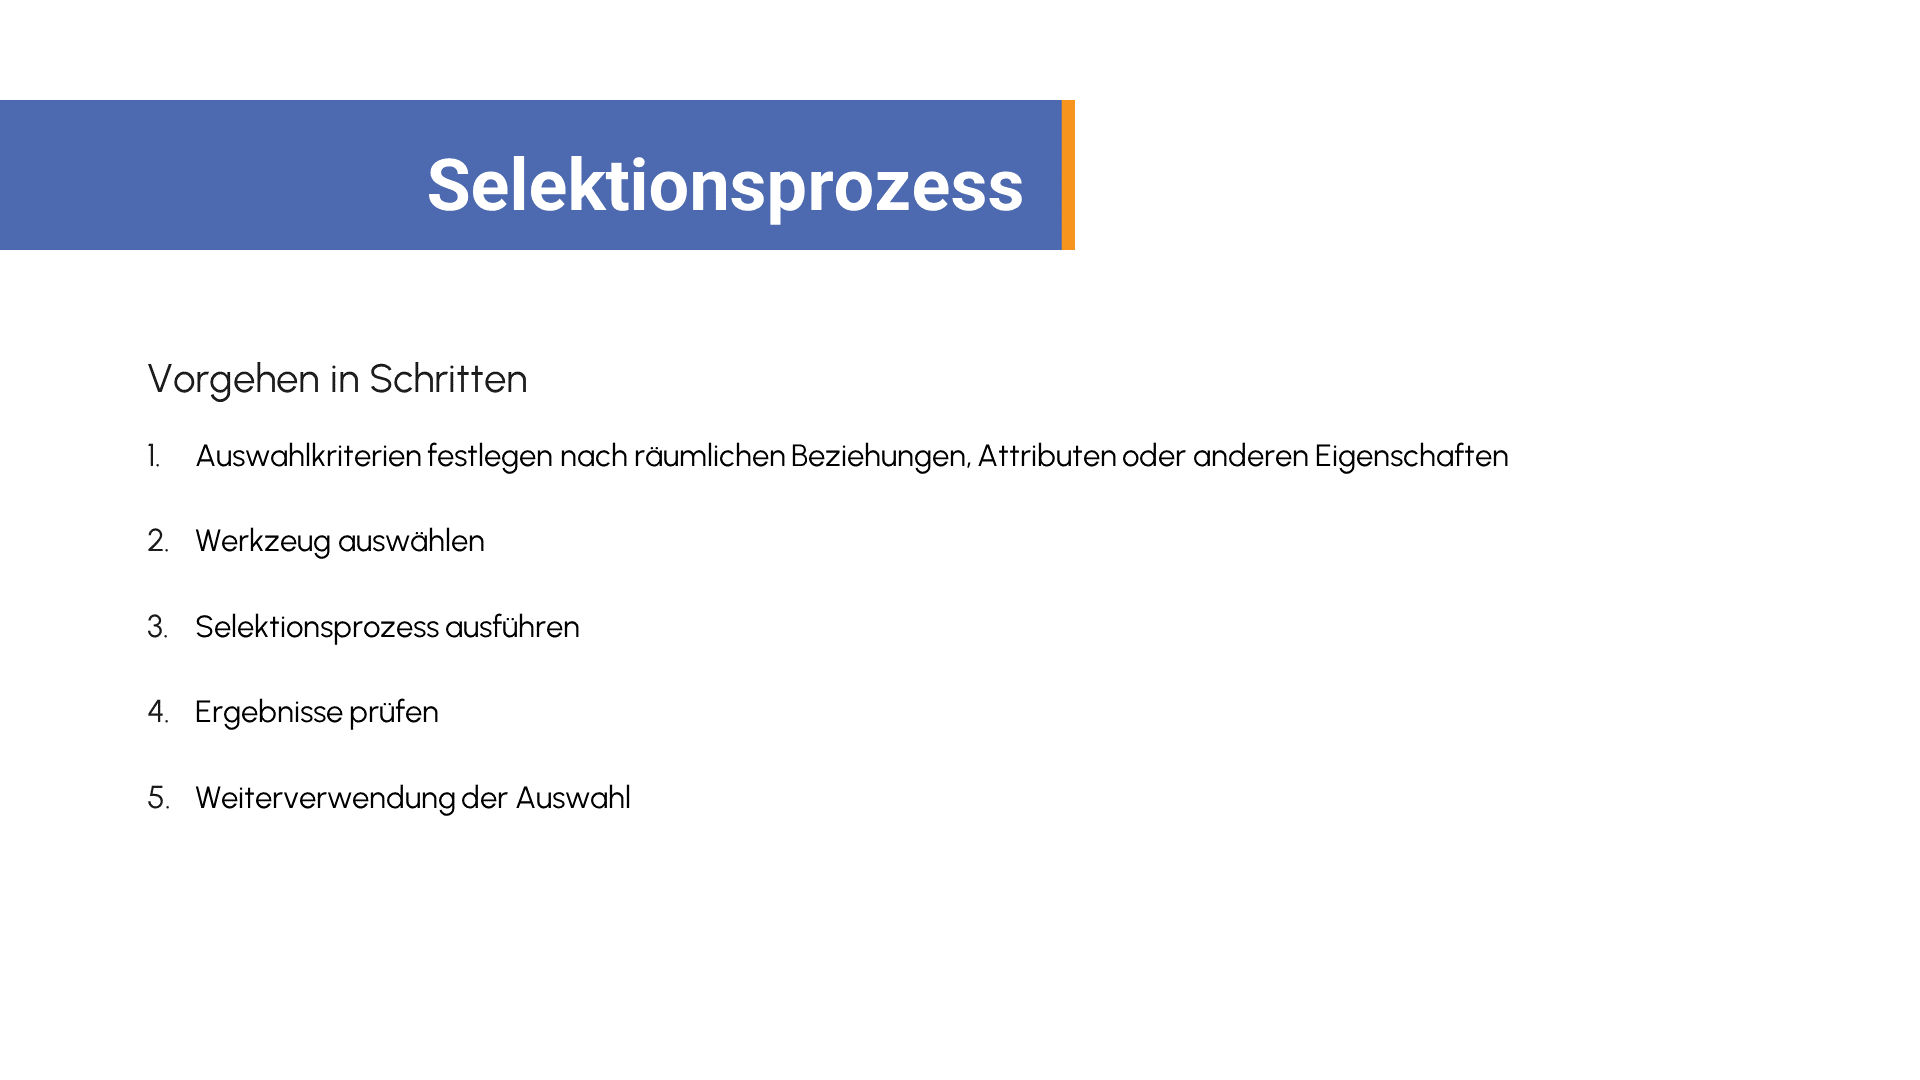 Selektionsprozess
Vorgehen in Schritten
1. Auswahlkriterien festlegen nach räumlichen Beziehungen, Attributen oder anderen Eigenschaften
2. Werkzeug auswählen
3. Selektionsprozess ausführen
4. Ergebnisse prüfen
5. Weiterverwendung der Auswahl